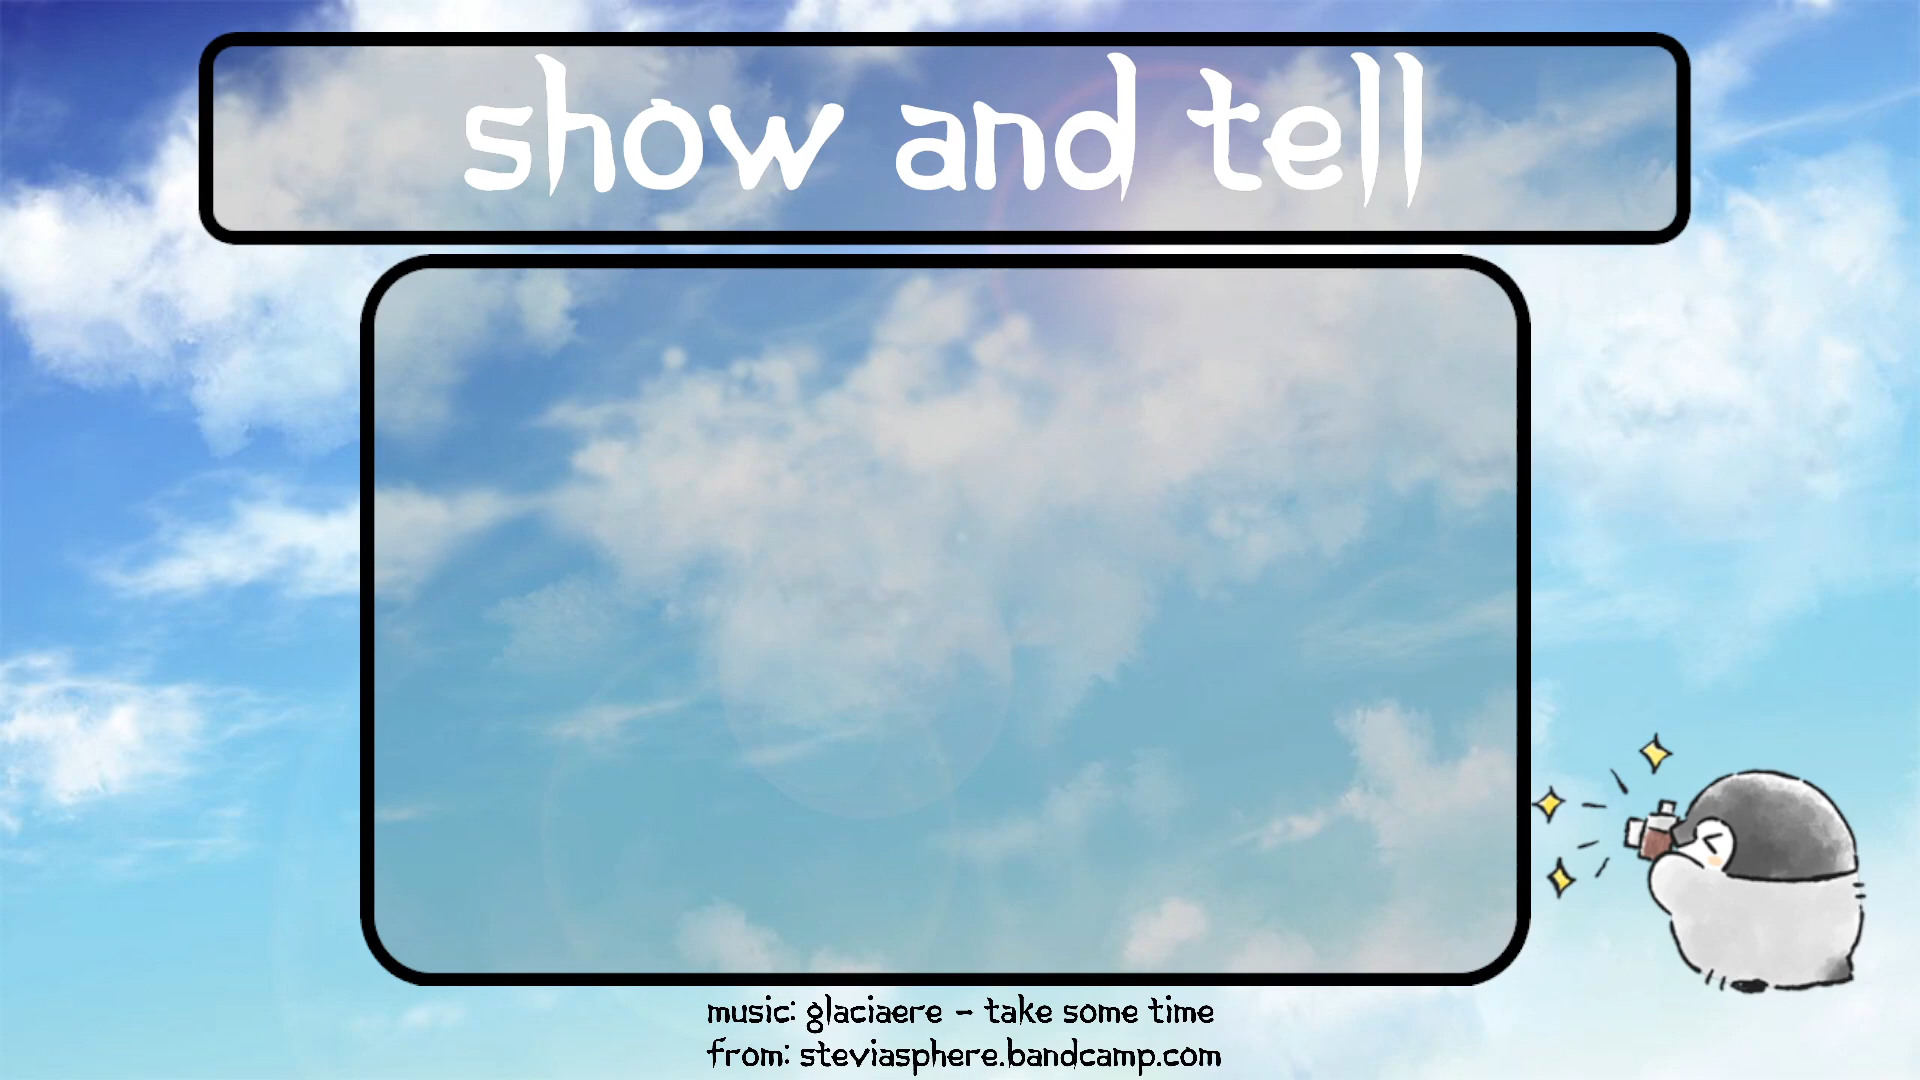 show and tell
music: glaciaere - take some time
from: steviasphere.bandcamp.com